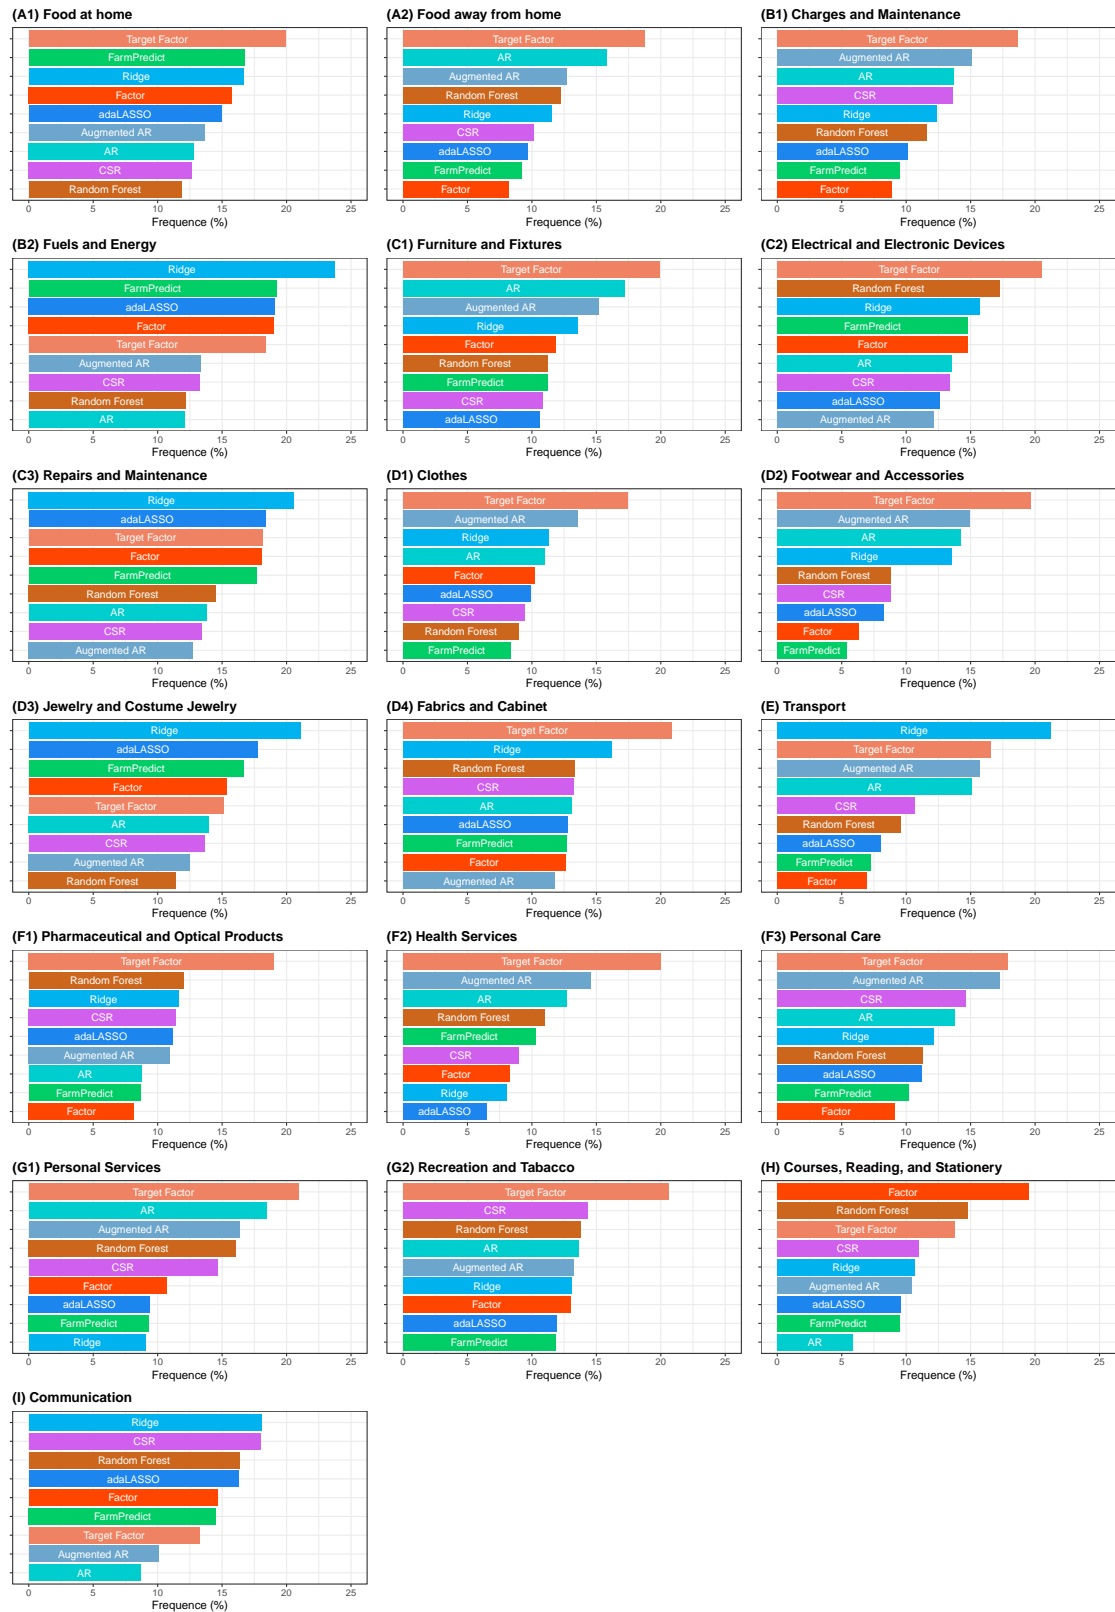 (A1) Food at home
Target Factor
FarmPredict
Ridge
Factor
adaLASSO
Augmented AR
AR
CSR
Random Forest
0 5 10 15 20 25
Frequence (%)
(A2) Food away from home
Target Factor
AR
Augmented AR
Random Forest
Ridge
CSR
adaLASSO
FarmPredict
Factor
0 5 10 15 20 25
Frequence (%)
(B1) Charges and Maintenance
Target Factor
Augmented AR
AR
CSR
Ridge
Random Forest
adaLASSO
FarmPredict
Factor
0 5 10 15 20 25
Frequence (%)
(B2) Fuels and Energy
Ridge
FarmPredict
adaLASSO
Factor
Target Factor
Augmented AR
CSR
Random Forest
AR
0 5 10 15 20 25
Frequence (%)
(C1) Furniture and Fixtures
Target Factor
AR
Augmented AR
Ridge
Factor
Random Forest
FarmPredict
CSR
adaLASSO
0 5 10 15 20 25
Frequence (%)
(C2) Electrical and Electronic Devices
Target Factor
Random Forest
Ridge
FarmPredict
Factor
AR
CSR
adaLASSO
Augmented AR
0 5 10 15 20 25
Frequence (%)
(C3) Repairs and Maintenance
Ridge
adaLASSO
Target Factor
Factor
FarmPredict
Random Forest
AR
CSR
Augmented AR
0 5 10 15 20 25
Frequence (%)
(D1) Clothes
Target Factor
Augmented AR
Ridge
AR
Factor
adaLASSO
CSR
Random Forest
FarmPredict
0 5 10 15 20 25
Frequence (%)
(D2) Footwear and Accessories
Target Factor
Augmented AR
AR
Ridge
Random Forest
CSR
adaLASSO
Factor
FarmPredict
0 5 10 15 20 25
Frequence (%)
(D3) Jewelry and Costume Jewelry
Ridge
adaLASSO
FarmPredict
Factor
Target Factor
AR
CSR
Augmented AR
Random Forest
0 5 10 15 20 25
Frequence (%)
(D4) Fabrics and Cabinet
Target Factor
Ridge
Random Forest
CSR
AR
adaLASSO
FarmPredict
Factor
Augmented AR
0 5 10 15 20 25
Frequence (%)
(E) Transport
Ridge
Target Factor
Augmented AR
AR
CSR
Random Forest
adaLASSO
FarmPredict
Factor
0 5 10 15 20 25
Frequence (%)
(F1) Pharmaceutical and Optical Products
Target Factor
Random Forest
Ridge
CSR
adaLASSO
Augmented AR
AR
FarmPredict
Factor
0 5 10 15 20 25
Frequence (%)
(F2) Health Services
Target Factor
Augmented AR
AR
Random Forest
FarmPredict
CSR
Factor
Ridge
adaLASSO
0 5 10 15 20 25
Frequence (%)
(F3) Personal Care
Target Factor
Augmented AR
CSR
AR
Ridge
Random Forest
adaLASSO
FarmPredict
Factor
0 5 10 15 20 25
Frequence (%)
(G1) Personal Services
Target Factor
AR
Augmented AR
Random Forest
CSR
Factor
adaLASSO
FarmPredict
Ridge
0 5 10 15 20 25
Frequence (%)
(G2) Recreation and Tabacco
Target Factor
CSR
Random Forest
AR
Augmented AR
Ridge
Factor
adaLASSO
FarmPredict
0 5 10 15 20 25
Frequence (%)
(H) Courses, Reading, and Stationery
Factor
Random Forest
Target Factor
CSR
Ridge
Augmented AR
adaLASSO
FarmPredict
AR
0 5 10 15 20 25
Frequence (%)
(I) Communication
Ridge
CSR
Random Forest
adaLASSO
Factor
FarmPredict
Target Factor
Augmented AR
AR
0 5 10 15 20 25
Frequence (%)